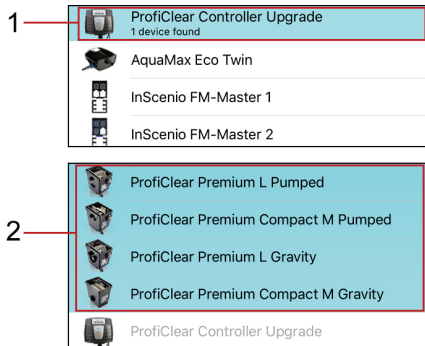 1
ProfiClear Controller Upgrade
1 device found
AquaMax Eco Twin
InScenio FM-Master 1
InScenio FM-Master 2
2
ProfiClear Premium L Pumped
ProfiClear Premium Compact M Pumped
ProfiClear Premium L Gravity
ProfiClear Premium Compact M Gravity
ProfiClear Controller Upgrade